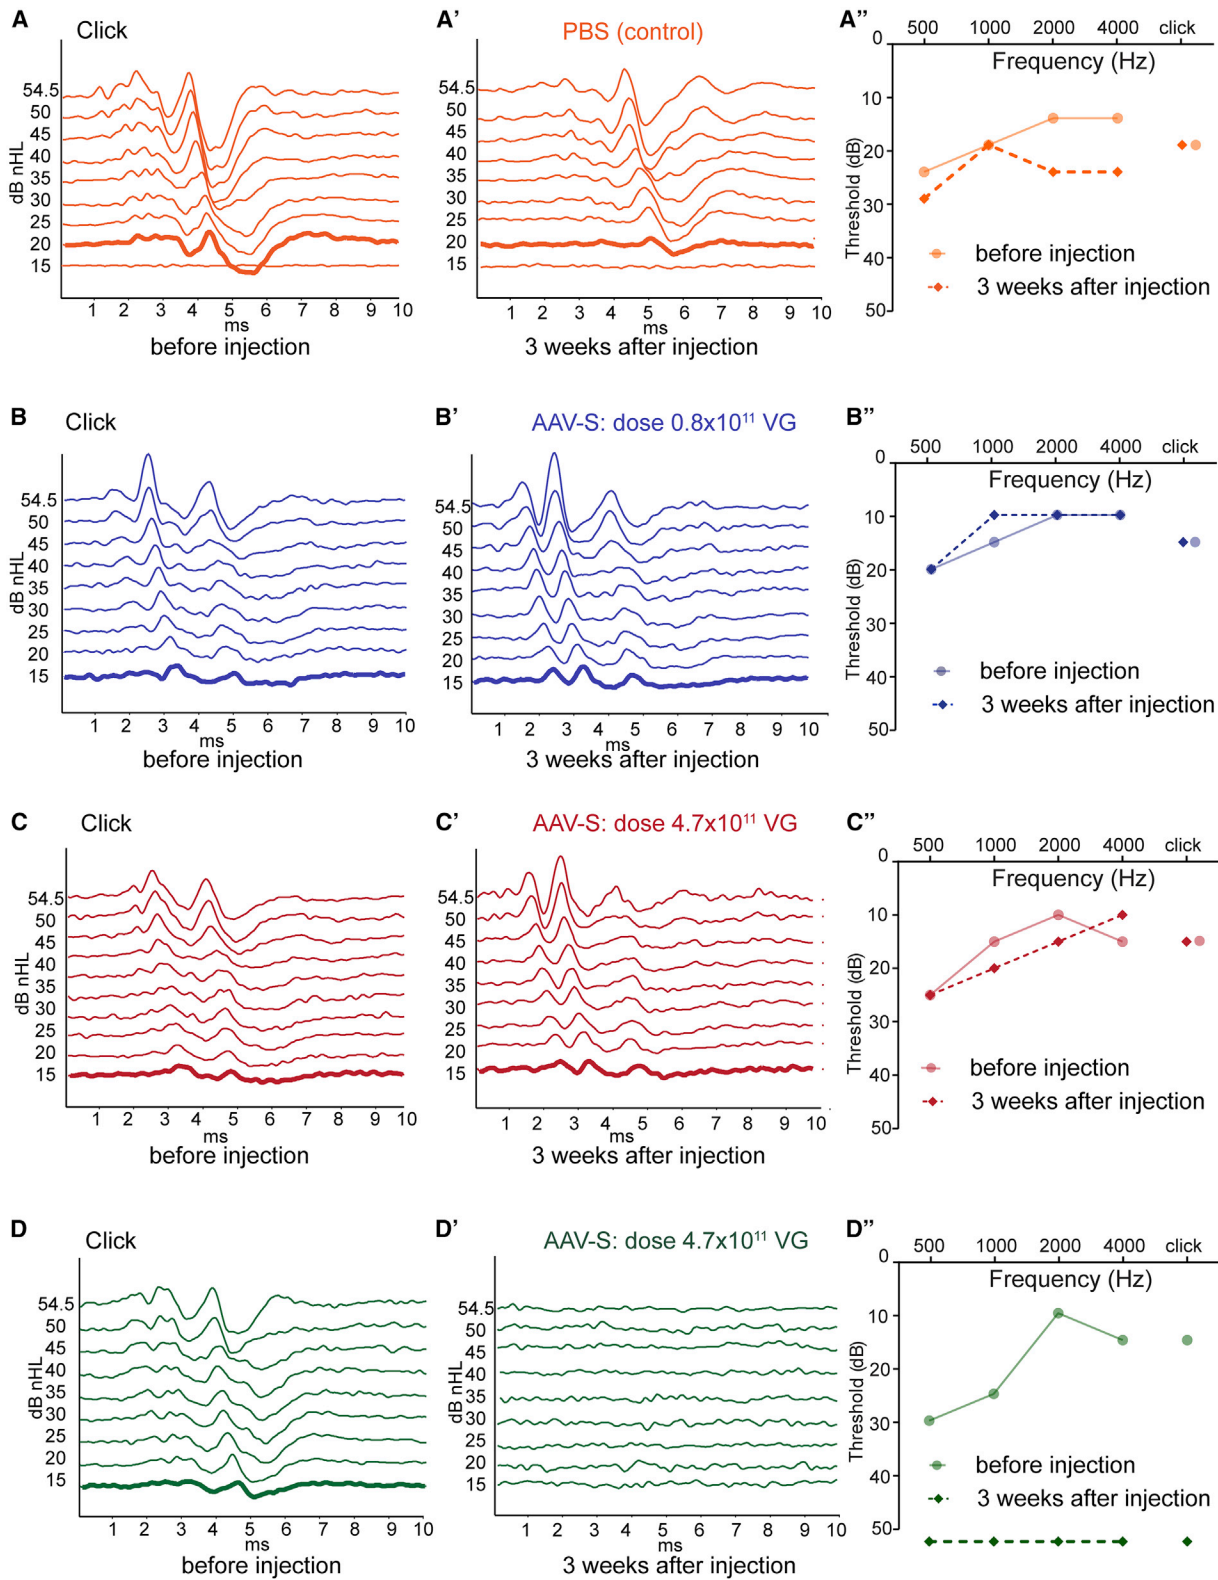 A
Click
54.5
50
45
40
35
30
25
20
15
dB nHL
1 2 3 4 5 6 7 8 9 10
ms
before injection
A'
PBS (control)
54.5
50
45
40
35
30
25
20
15
1 2 3 4 5 6 7 8 9 10
ms
3 weeks after injection
A"
500 1000 2000 4000 click
Frequency (Hz)
0
10
20
30
40
50
Threshold (dB)
before injection
3 weeks after injection
B
Click
54.5
50
45
40
35
30
25
20
15
dB nHL
1 2 3 4 5 6 7 8 9 10
ms
before injection
B'
AAV-S: dose 0.8x10¹¹ VG
54.5
50
45
40
35
30
25
20
15
1 2 3 4 5 6 7 8 9 10
ms
3 weeks after injection
B"
500 1000 2000 4000 click
Frequency (Hz)
0
10
20
30
40
50
Threshold (dB)
before injection
3 weeks after injection
C
Click
54.5
50
45
40
35
30
25
20
15
dB nHL
1 2 3 4 5 6 7 8 9 10
ms
before injection
C'
AAV-S: dose 4.7x10¹¹ VG
54.5
50
45
40
35
30
25
20
15
1 2 3 4 5 6 7 8 9 10
ms
3 weeks after injection
C"
500 1000 2000 4000 click
Frequency (Hz)
0
10
20
30
40
50
Threshold (dB)
before injection
3 weeks after injection
D
Click
54.5
50
45
40
35
30
25
20
15
dB nHL
1 2 3 4 5 6 7 8 9 10
ms
before injection
D'
AAV-S: dose 4.7x10¹¹ VG
54.5
50
45
40
35
30
25
20
15
dB nHL
1 2 3 4 5 6 7 8 9 10
ms
3 weeks after injection
D"
500 1000 2000 4000 click
Frequency (Hz)
0
10
20
30
40
50
Threshold (dB)
before injection
3 weeks after injection